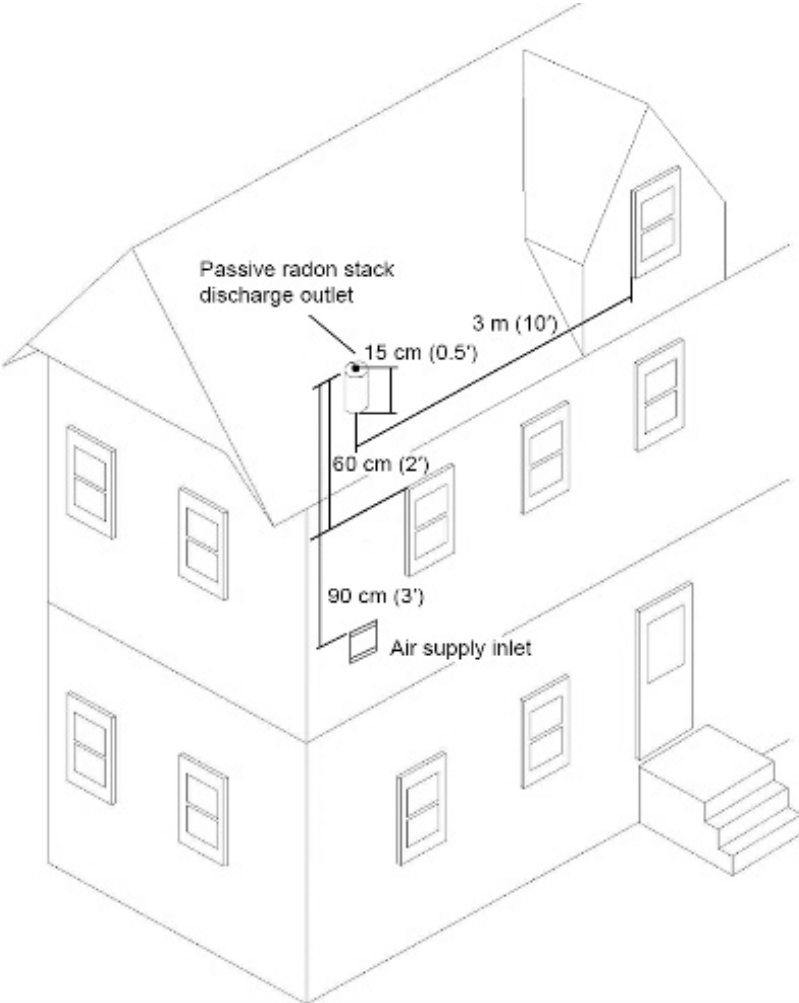 Passive radon stack
discharge outlet
3 m (10′)
15 cm (0.5′)
60 cm (2′)
90 cm (3′)
Air supply inlet